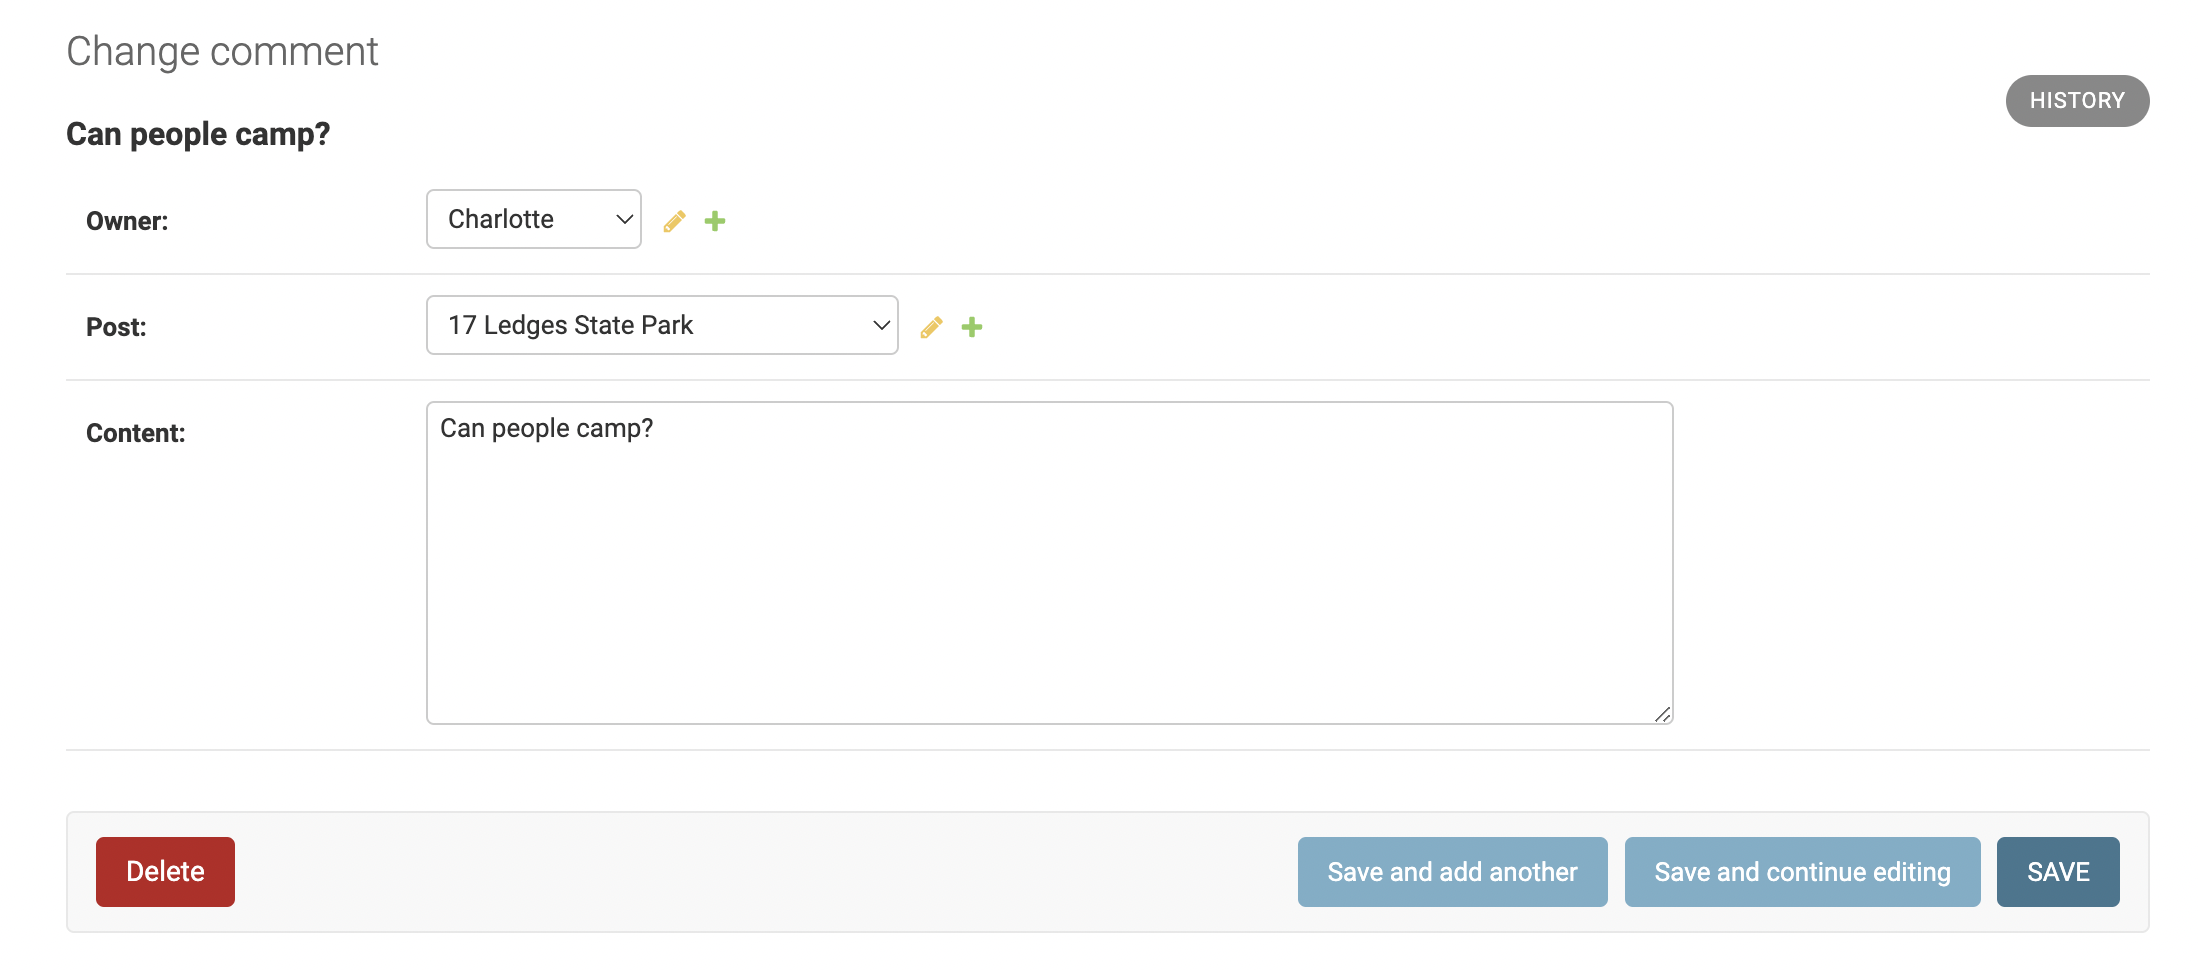 Change comment
HISTORY
Can people camp?
Owner: Charlotte
Post: 17 Ledges State Park
Content: Can people camp?
Delete Save and add another Save and continue editing SAVE